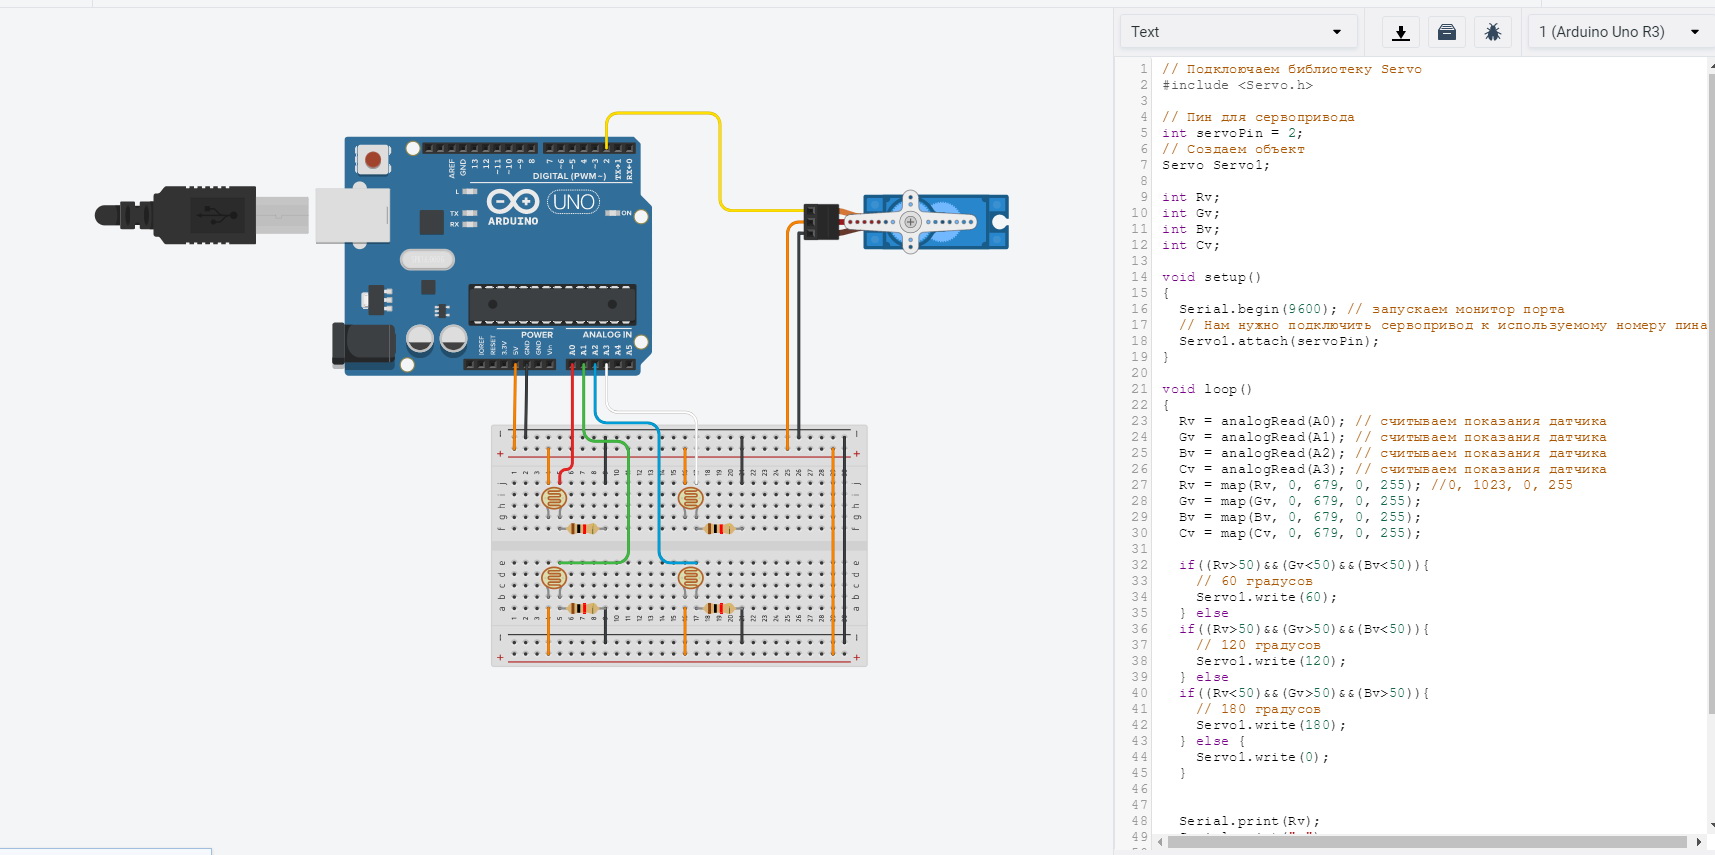 Text
1 (Arduino Uno R3)
1 // Подключаем библиотеку Servo
2 #include <Servo.h>
3
4 // Пин для сервопривода
5 int servoPin = 2;
6 // Создаем объект
7 Servo Servo1;
8
9 int Rv;
10 int Gv;
11 int Bv;
12 int Cv;
13
14 void setup()
15 {
16 Serial.begin(9600); // запускаем монитор порта
17 // Нам нужно подключить сервопривод к используемому номеру пина
18 Servo1.attach(servoPin);
19 }
20
21 void loop()
22 {
23 Rv = analogRead(A0); // считываем показания датчика
24 Gv = analogRead(A1); // считываем показания датчика
25 Bv = analogRead(A2); // считываем показания датчика
26 Cv = analogRead(A3); // считываем показания датчика
27 Rv = map(Rv, 0, 679, 0, 255); //0, 1023, 0, 255
28 Gv = map(Gv, 0, 679, 0, 255);
29 Bv = map(Bv, 0, 679, 0, 255);
30 Cv = map(Cv, 0, 679, 0, 255);
31
32 if((Rv>50)&&(Gv<50)&&(Bv<50)){
33 // 60 градусов
34 Servo1.write(60);
35 } else
36 if((Rv>50)&&(Gv>50)&&(Bv<50)){
37 // 120 градусов
38 Servo1.write(120);
39 } else
40 if((Rv<50)&&(Gv>50)&&(Bv>50)){
41 // 180 градусов
42 Servo1.write(180);
43 } else {
44 Servo1.write(0);
45 }
46
47
48 Serial.print(Rv);
49
AREF GND 13 12 ~11 ~10 ~9 8 7 ~6 ~5 4 ~3 2 TX→1 RX←0
DIGITAL (PWM~)
L
TX
RX
ARDUINO
UNO
ON
POWER
ANALOG IN
IOREF RESET 3.3V 5V GND GND Vin A0 A1 A2 A3 A4 A5